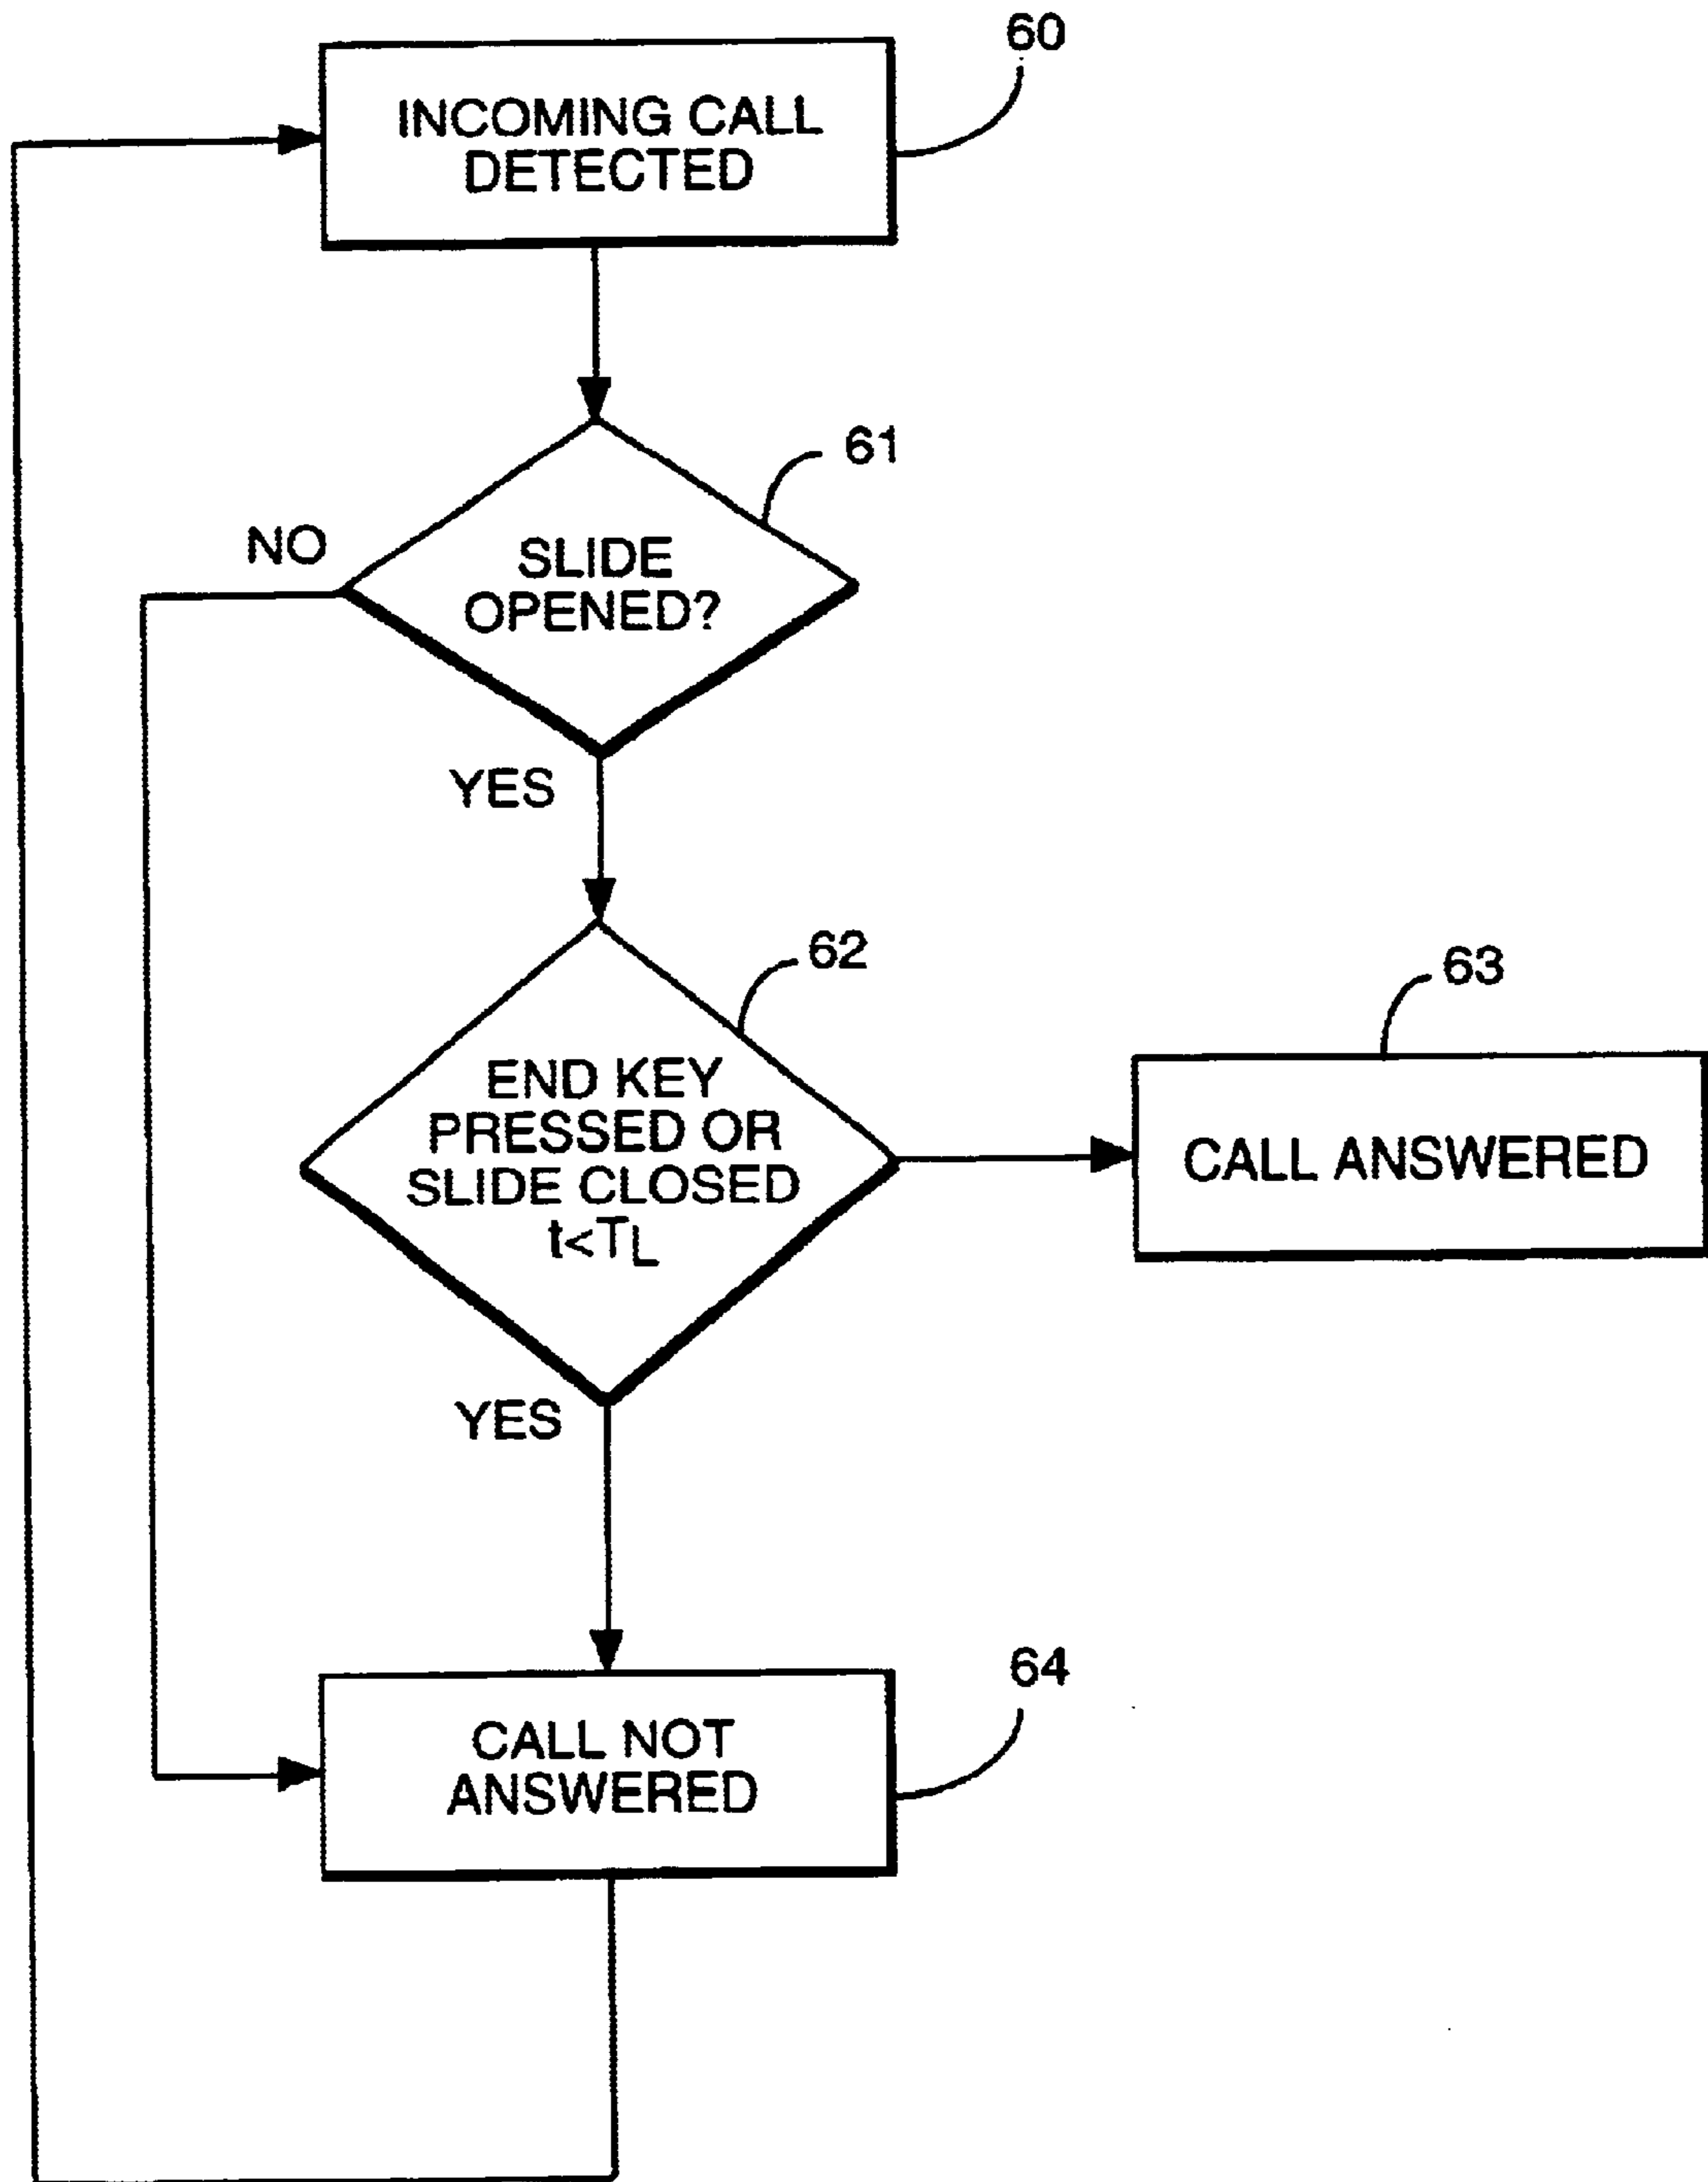 60
INCOMING CALL
DETECTED
61
NO
SLIDE
OPENED?
YES
62
END KEY
PRESSED OR
SLIDE CLOSED
t<TL
63
CALL ANSWERED
YES
64
CALL NOT
ANSWERED